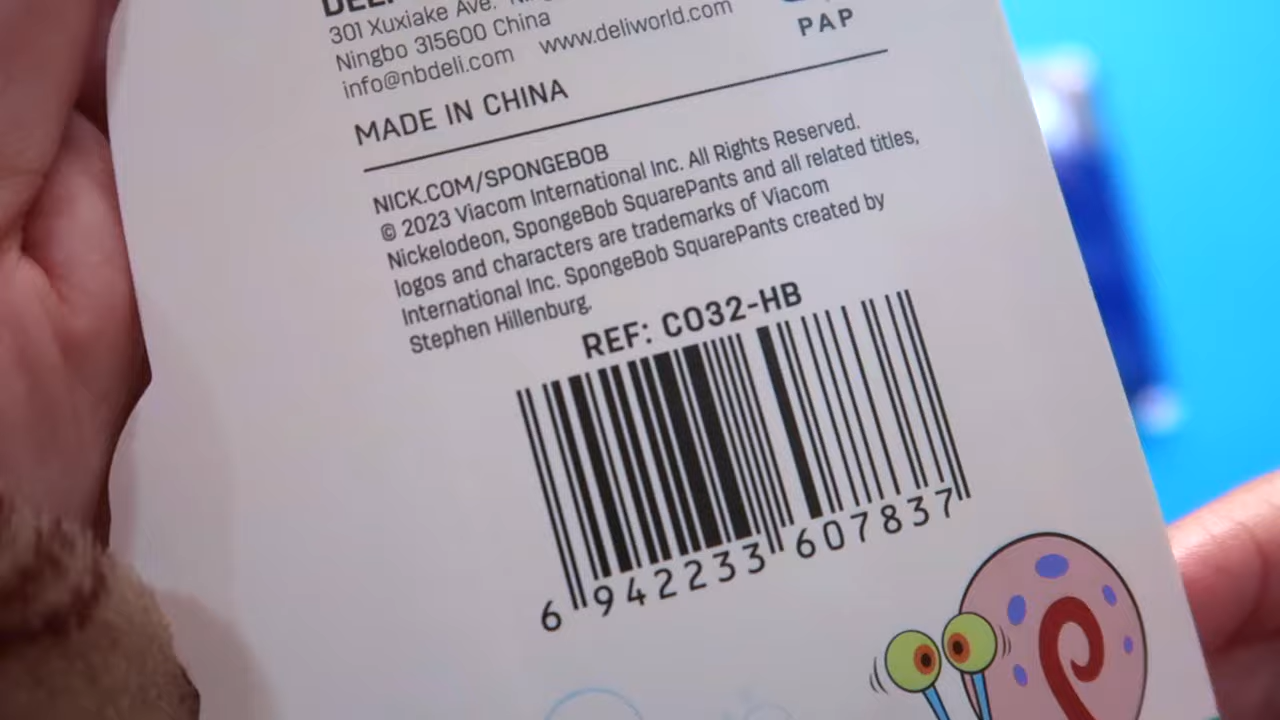 301 Xuxiake Ave.
Ningbo 315600 China
info@nbdeli.com www.deliworld.com
PAP
MADE IN CHINA
NICK.COM/SPONGEBOB
© 2023 Viacom International Inc. All Rights Reserved.
Nickelodeon, SpongeBob SquarePants and all related titles,
logos and characters are trademarks of Viacom
International Inc. SpongeBob SquarePants created by
Stephen Hillenburg.
REF: C032-HB
6 942233 607837